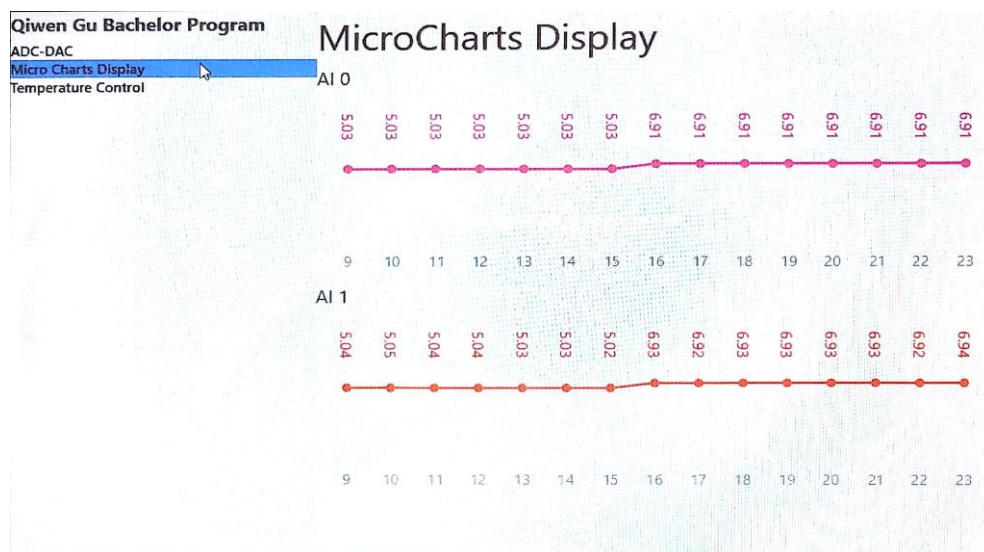 Qiwen Gu Bachelor Program
ADC-DAC
Micro Charts Display
Temperature Control
MicroCharts Display
AI 0
5.03 5.03 5.03 5.03 5.03 5.03 5.03 6.91 6.91 6.91 6.91 6.91 6.91 6.91 6.91
9 10 11 12 13 14 15 16 17 18 19 20 21 22 23
AI 1
5.04 5.05 5.04 5.04 5.03 5.03 5.02 6.93 6.92 6.93 6.93 6.93 6.93 6.92 6.94
9 10 11 12 13 14 15 16 17 18 19 20 21 22 23